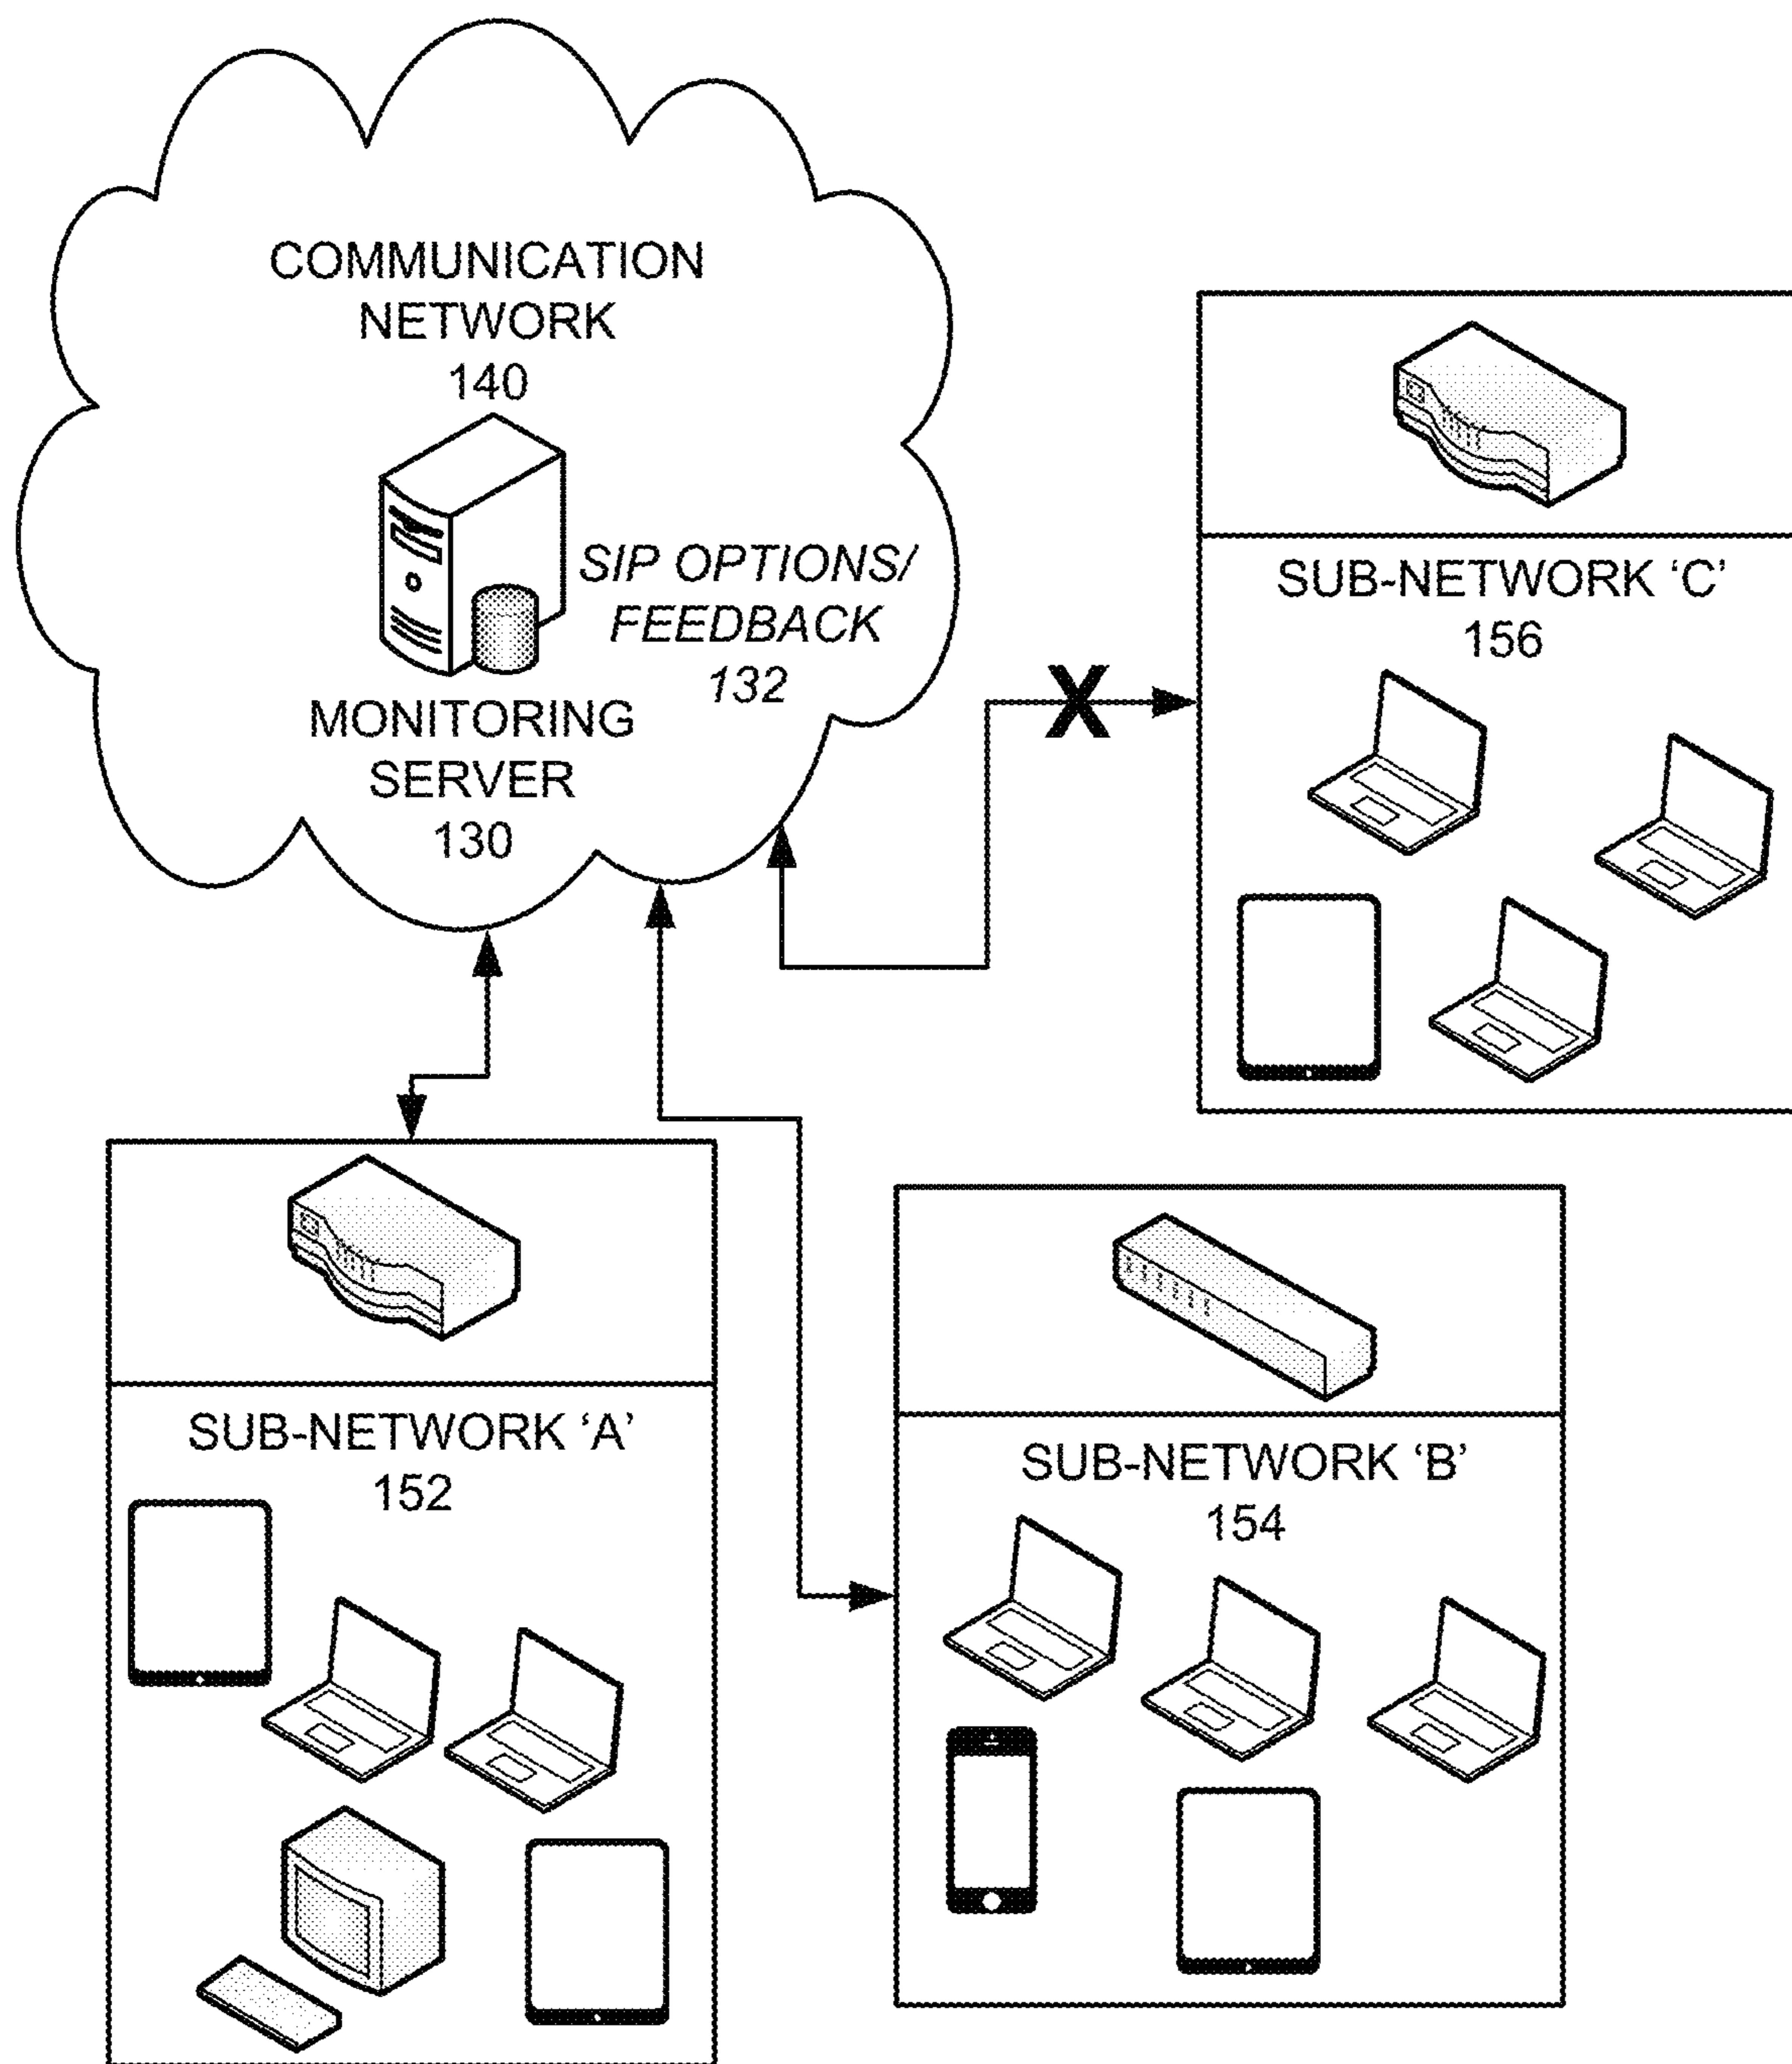 COMMUNICATION
NETWORK
140
SIP OPTIONS/
FEEDBACK
132
MONITORING
SERVER
130
X
SUB-NETWORK ‘C’
156
SUB-NETWORK ‘A’
152
SUB-NETWORK ‘B’
154